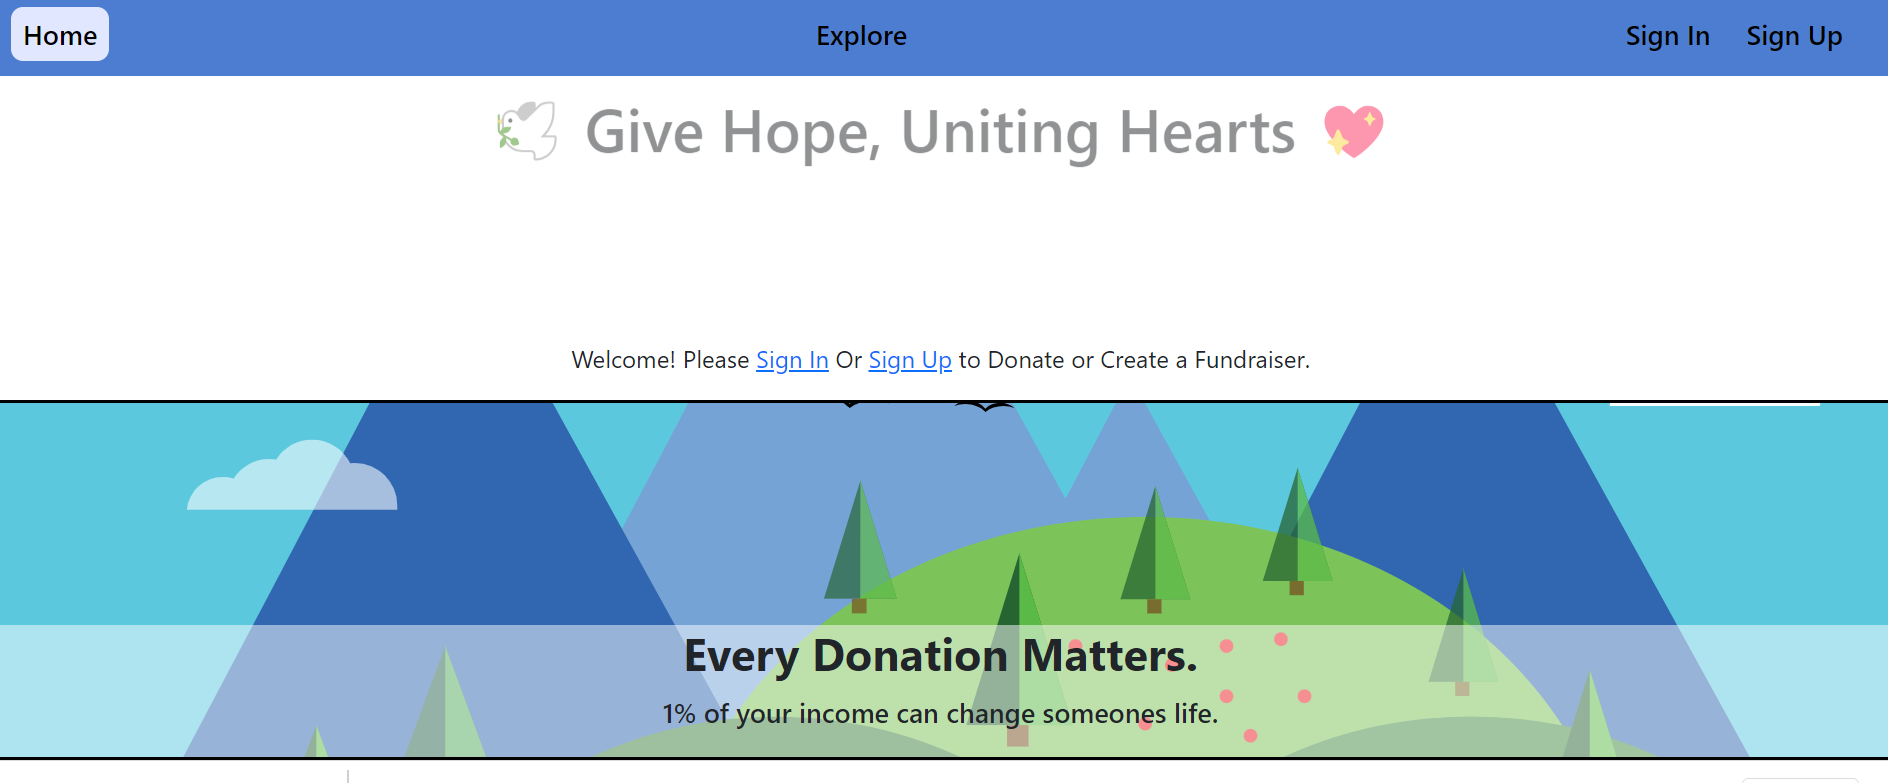 Home
Explore
Sign In
Sign Up
🕊️ Give Hope, Uniting Hearts 💖
Welcome! Please Sign In Or Sign Up to Donate or Create a Fundraiser.
Every Donation Matters.
1% of your income can change someones life.